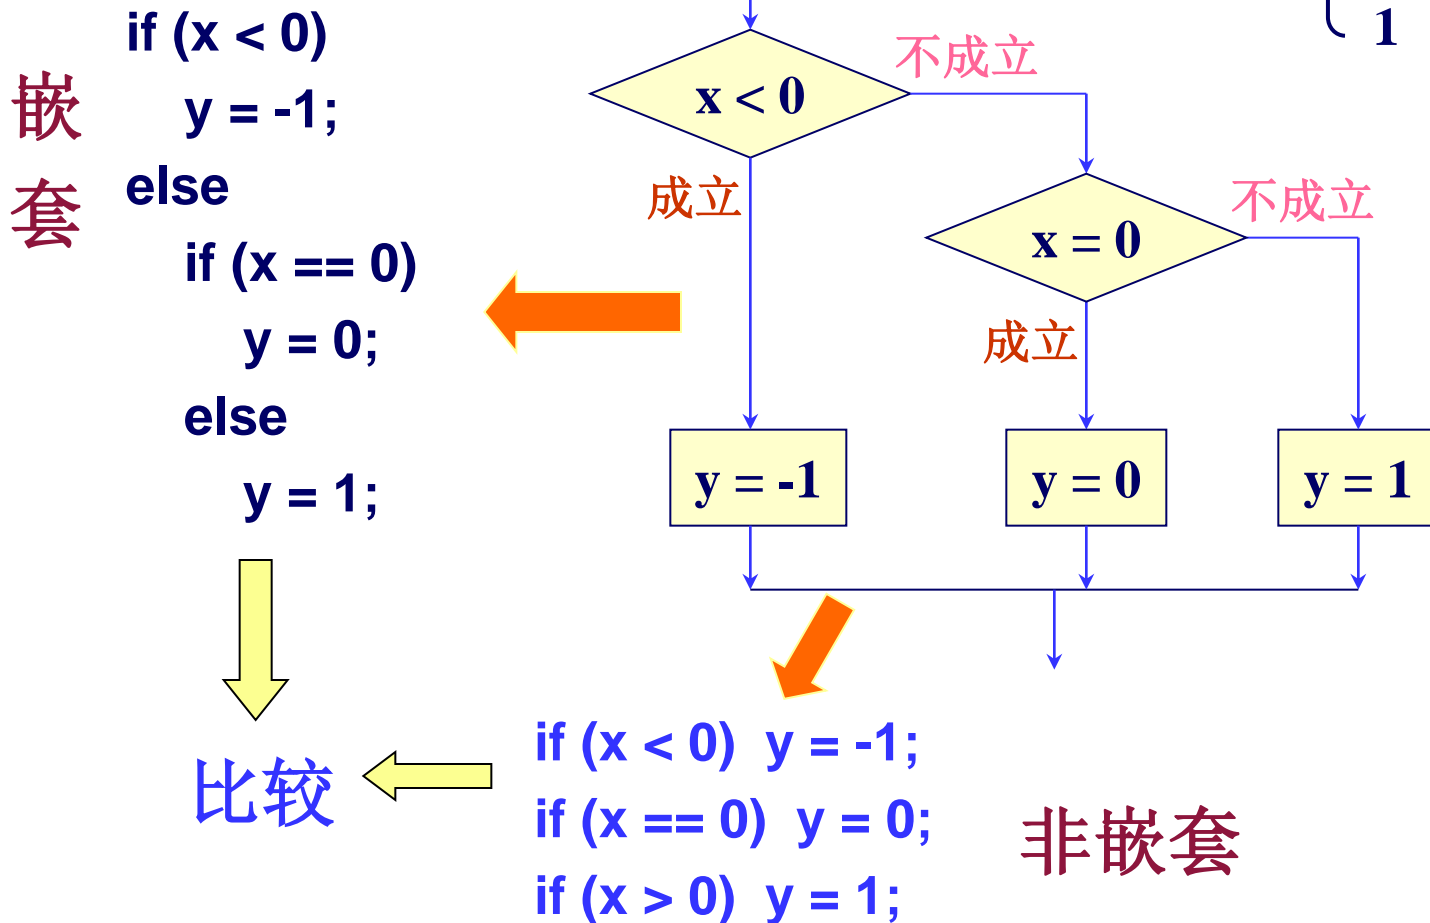 嵌
套
if (x < 0)
y = -1;
else
if (x == 0)
y = 0;
else
y = 1;
1
x < 0
不成立
成立
x = 0
不成立
成立
y = -1
y = 0
y = 1
比较
if (x < 0)  y = -1;
if (x == 0)  y = 0;
if (x > 0)  y = 1;
非嵌套